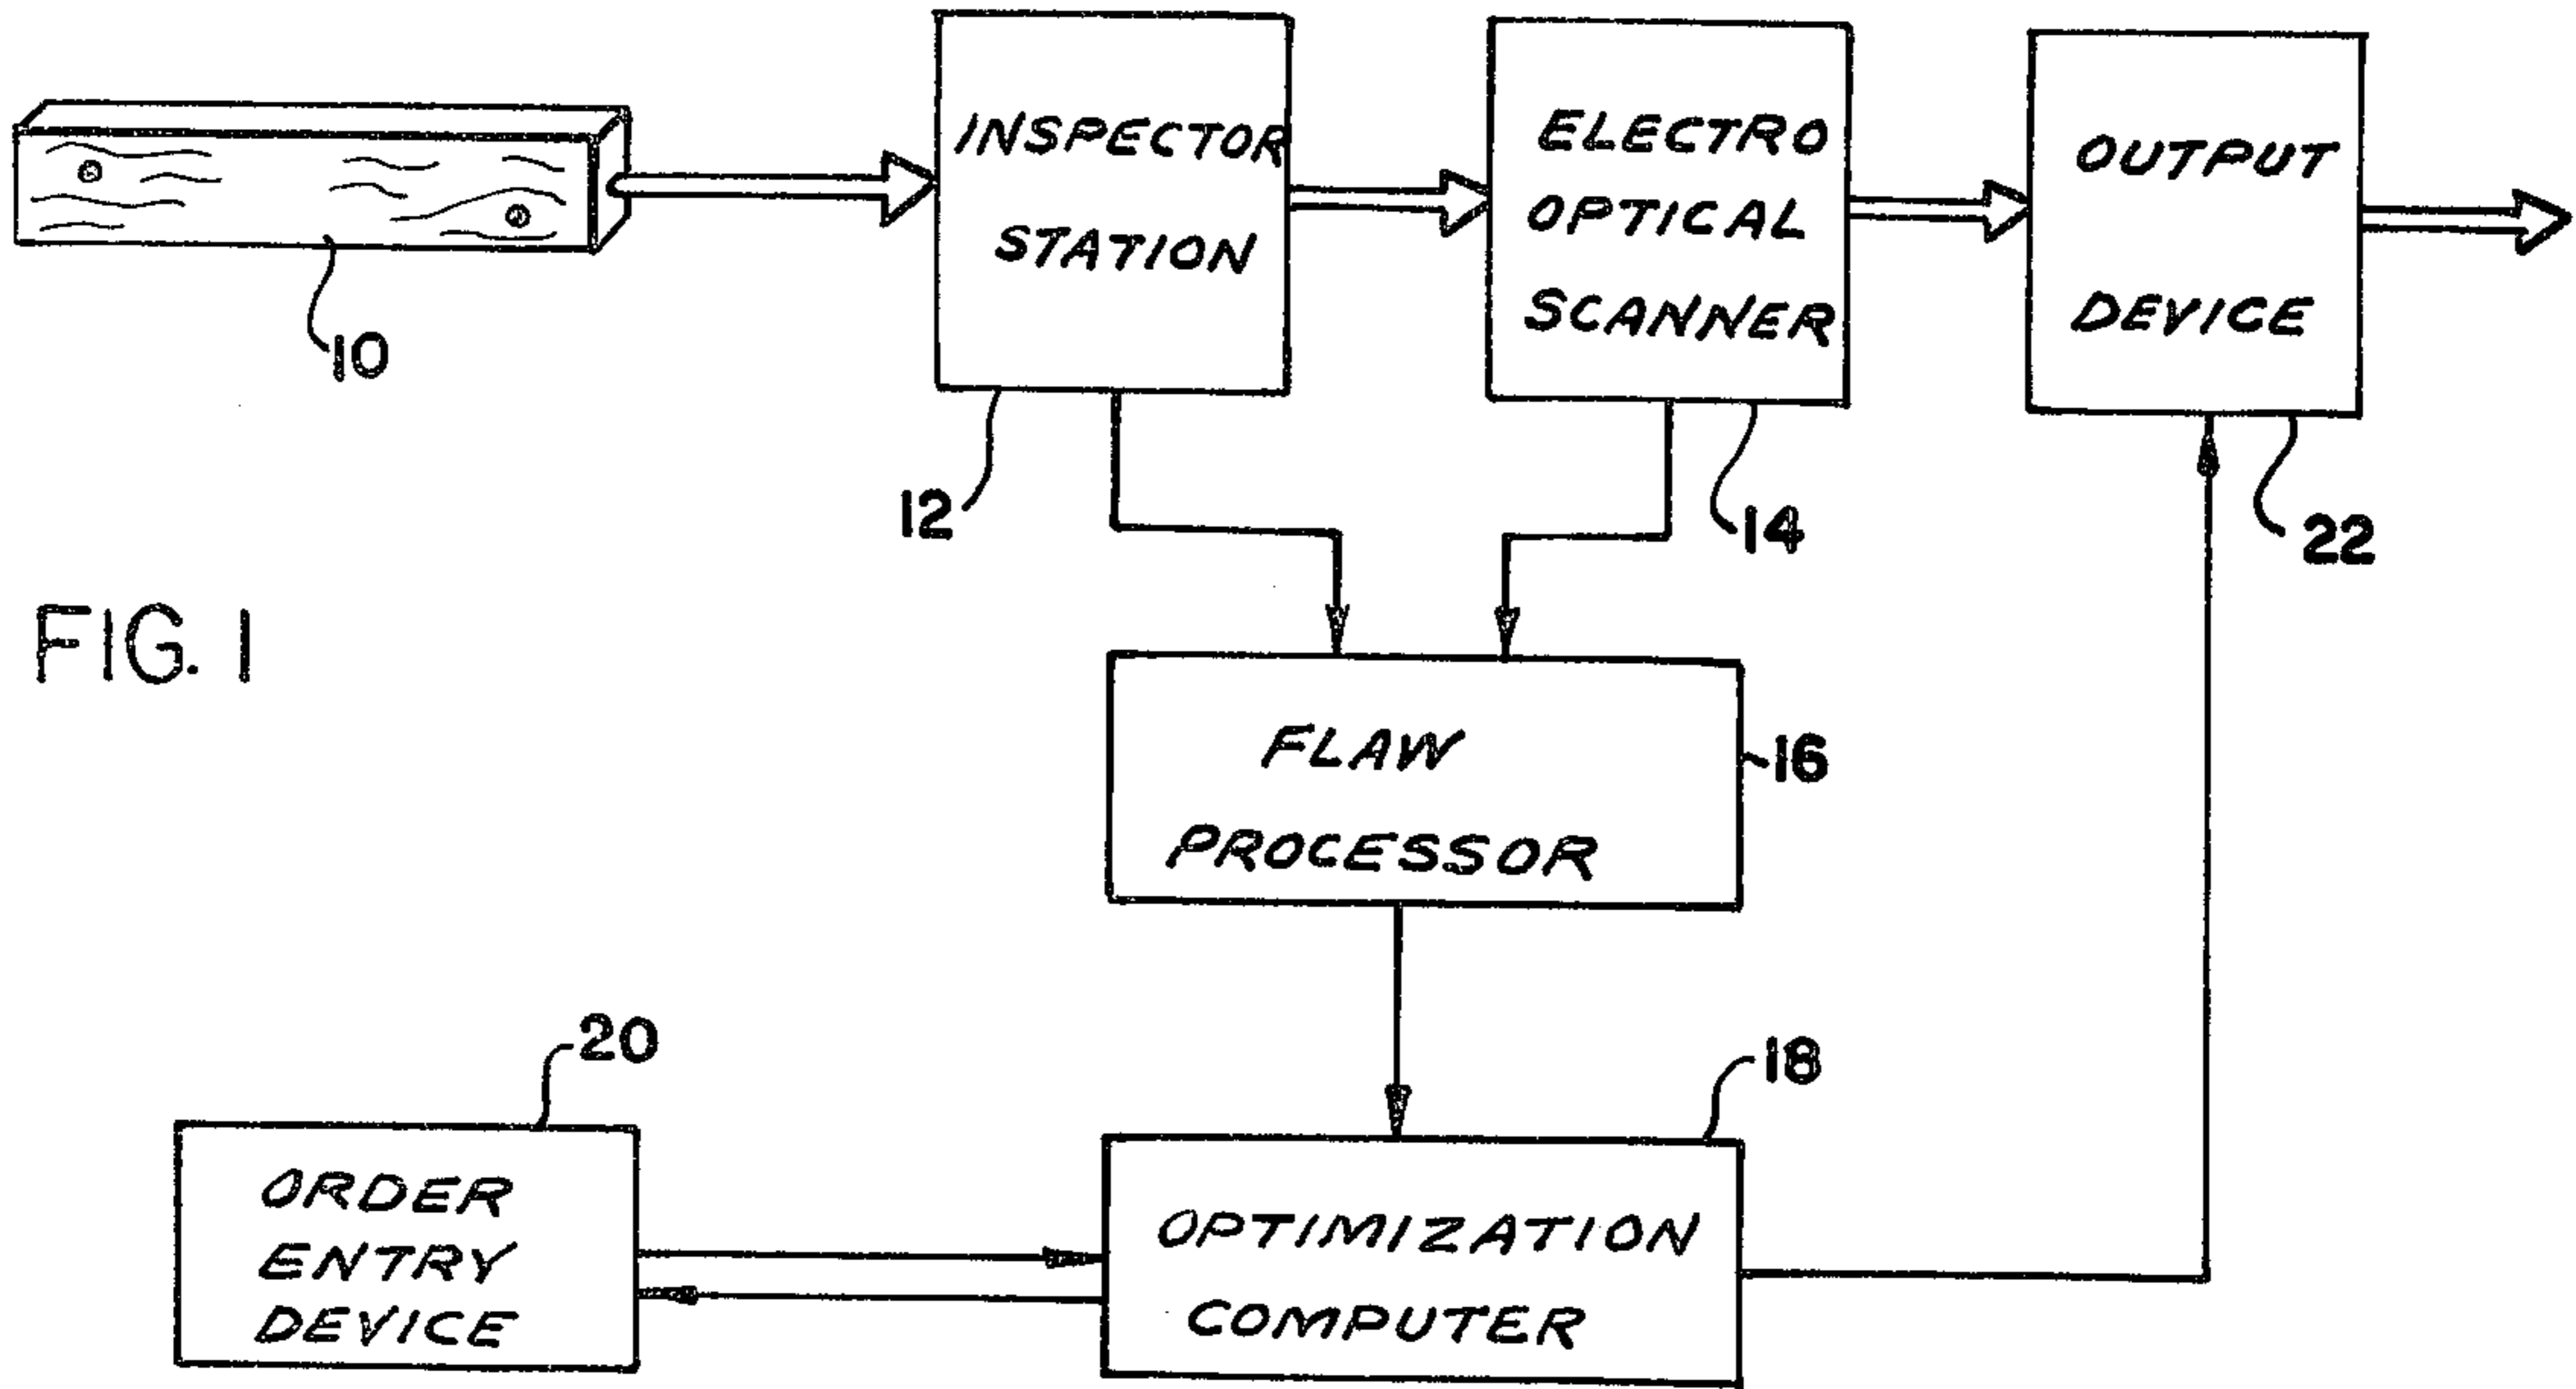 INSPECTOR
STATION
ELECTRO
OPTICAL
SCANNER
OUTPUT
DEVICE
10
12
14
22
FIG. 1
FLAW
PROCESSOR
16
20
18
ORDER
ENTRY
DEVICE
OPTIMIZATION
COMPUTER